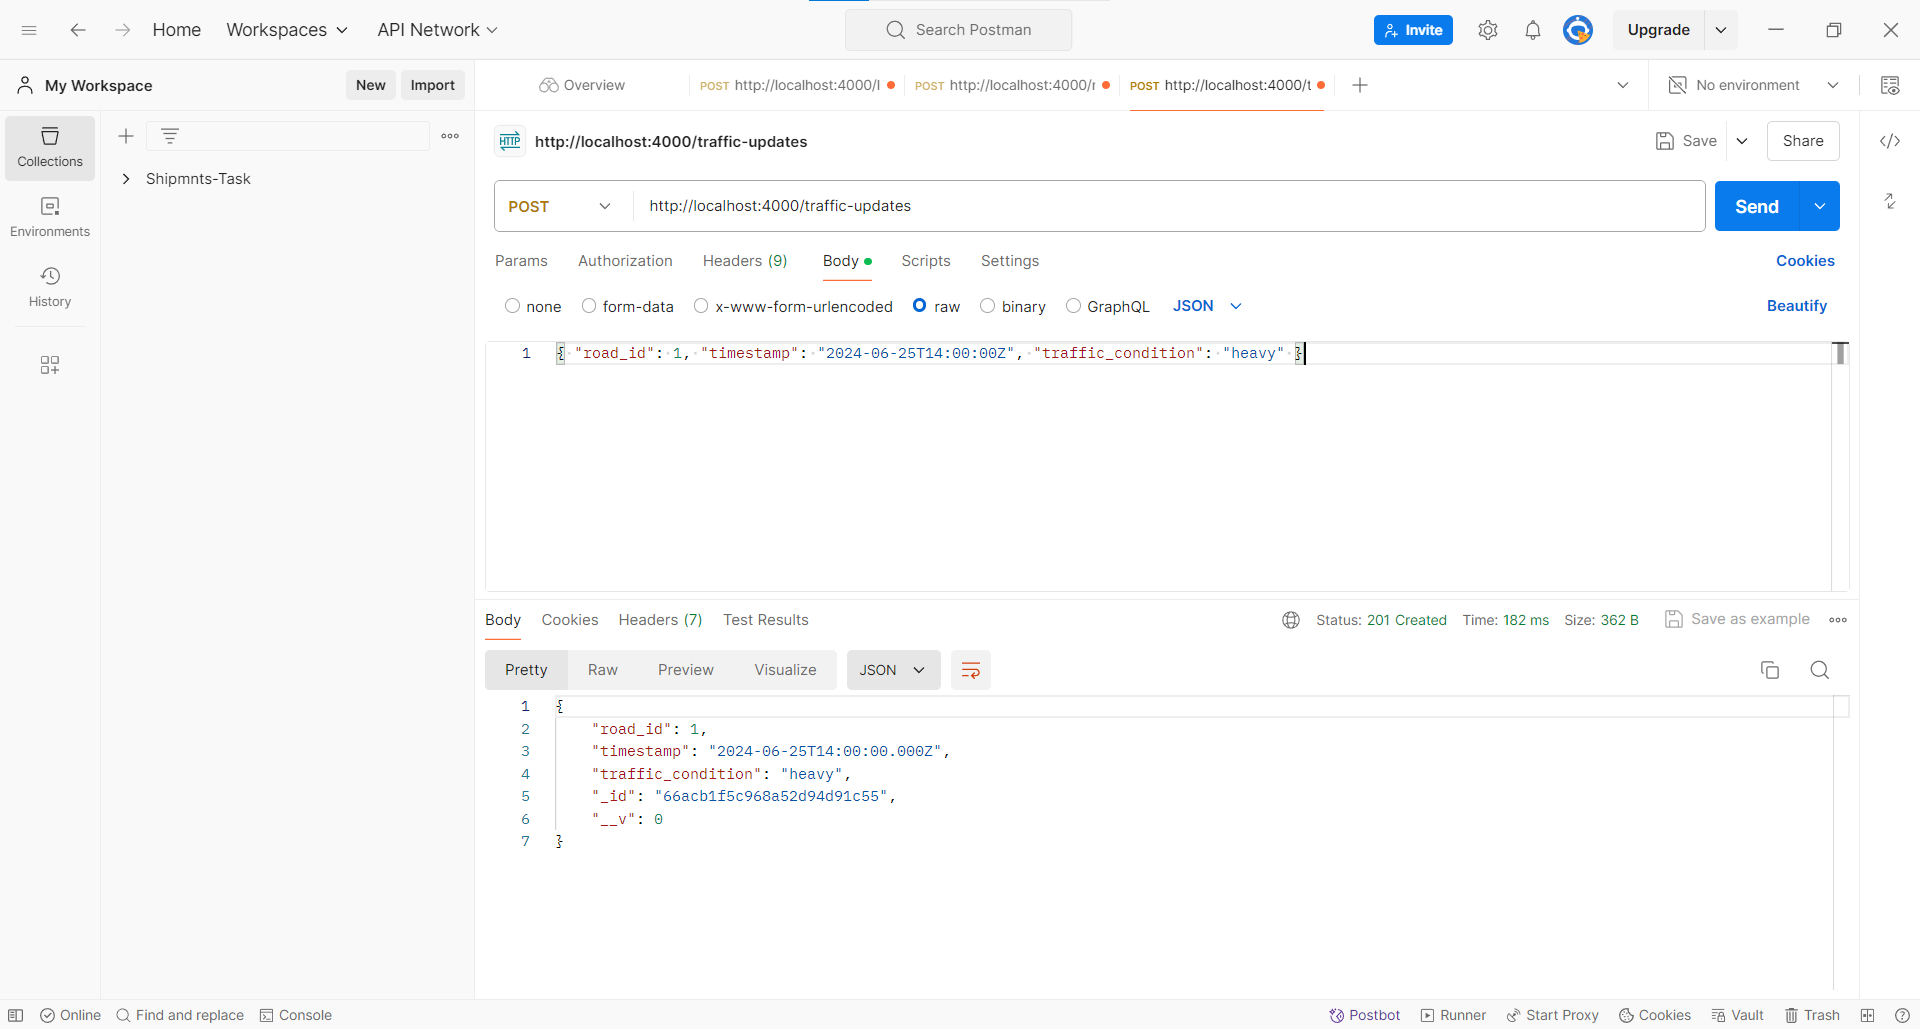 Home Workspaces API Network Search Postman Invite Upgrade
My Workspace New Import Overview POST http://localhost:4000/l POST http://localhost:4000/r POST http://localhost:4000/t No environment
Collections
Shipmnts-Task
Environments
History
HTTP http://localhost:4000/traffic-updates Save Share
POST http://localhost:4000/traffic-updates Send
Params Authorization Headers (9) Body Scripts Settings Cookies
none form-data x-www-form-urlencoded raw binary GraphQL JSON Beautify
1 { "road_id": 1, "timestamp": "2024-06-25T14:00:00Z", "traffic_condition": "heavy" }
Body Cookies Headers (7) Test Results Status: 201 Created Time: 182 ms Size: 362 B Save as example
Pretty Raw Preview Visualize JSON
1 {
2 "road_id": 1,
3 "timestamp": "2024-06-25T14:00:00.000Z",
4 "traffic_condition": "heavy",
5 "_id": "66acb1f5c968a52d94d91c55",
6 "__v": 0
7 }
Online Find and replace Console Postbot Runner Start Proxy Cookies Vault Trash